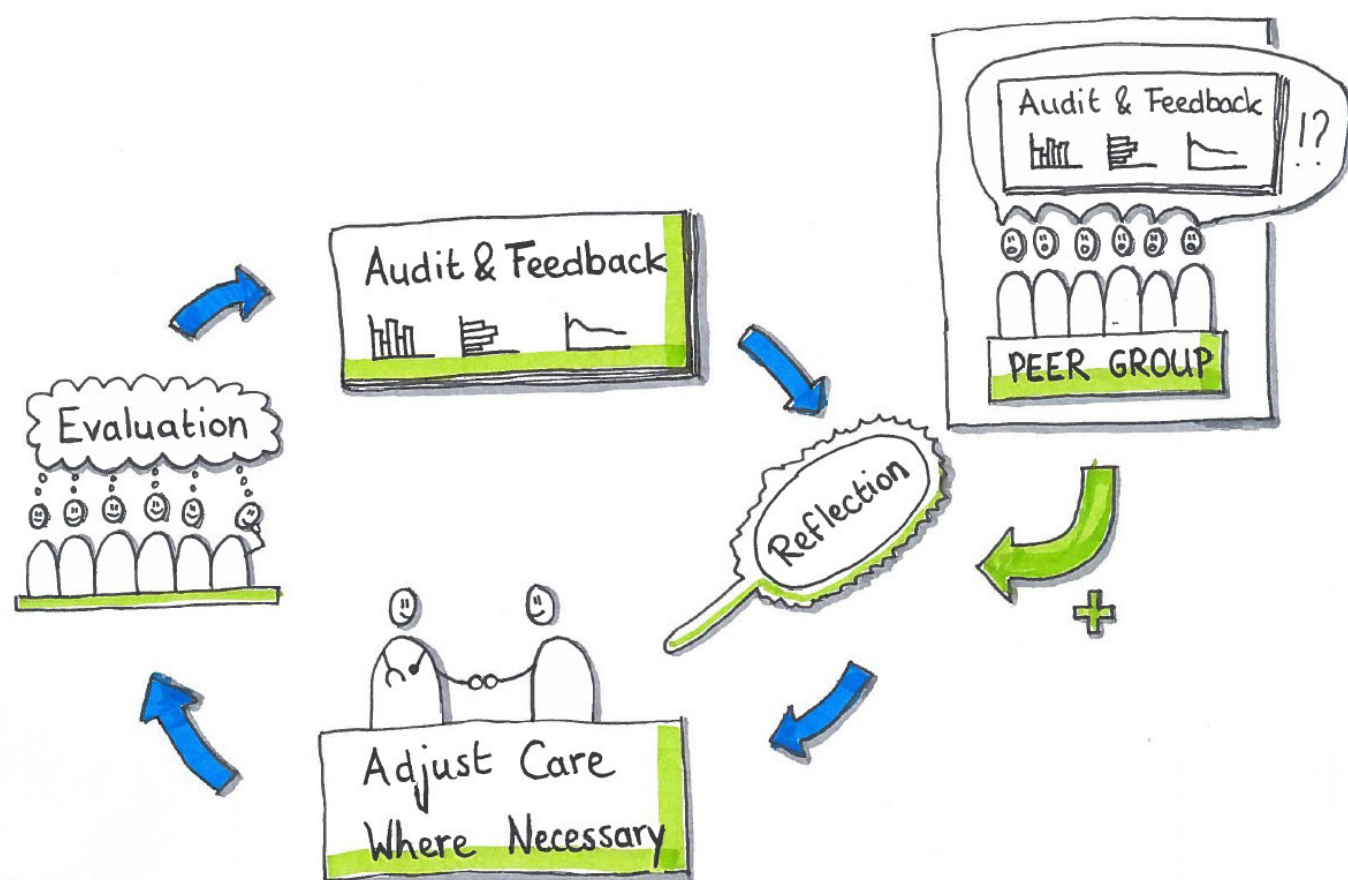 Audit & Feedback
!?
PEER GROUP
Audit & Feedback
Evaluation
Reflection
+
Adjust Care
Where Necessary